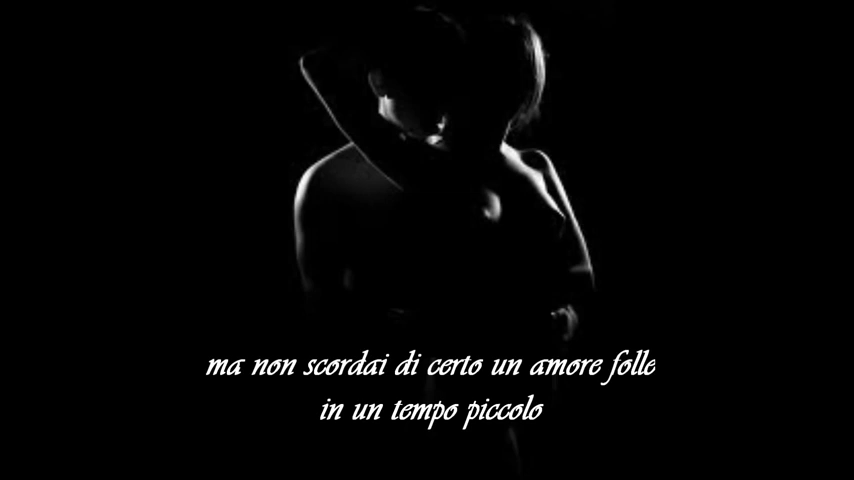 ma non scordai di certo un amore folle
in un tempo piccolo